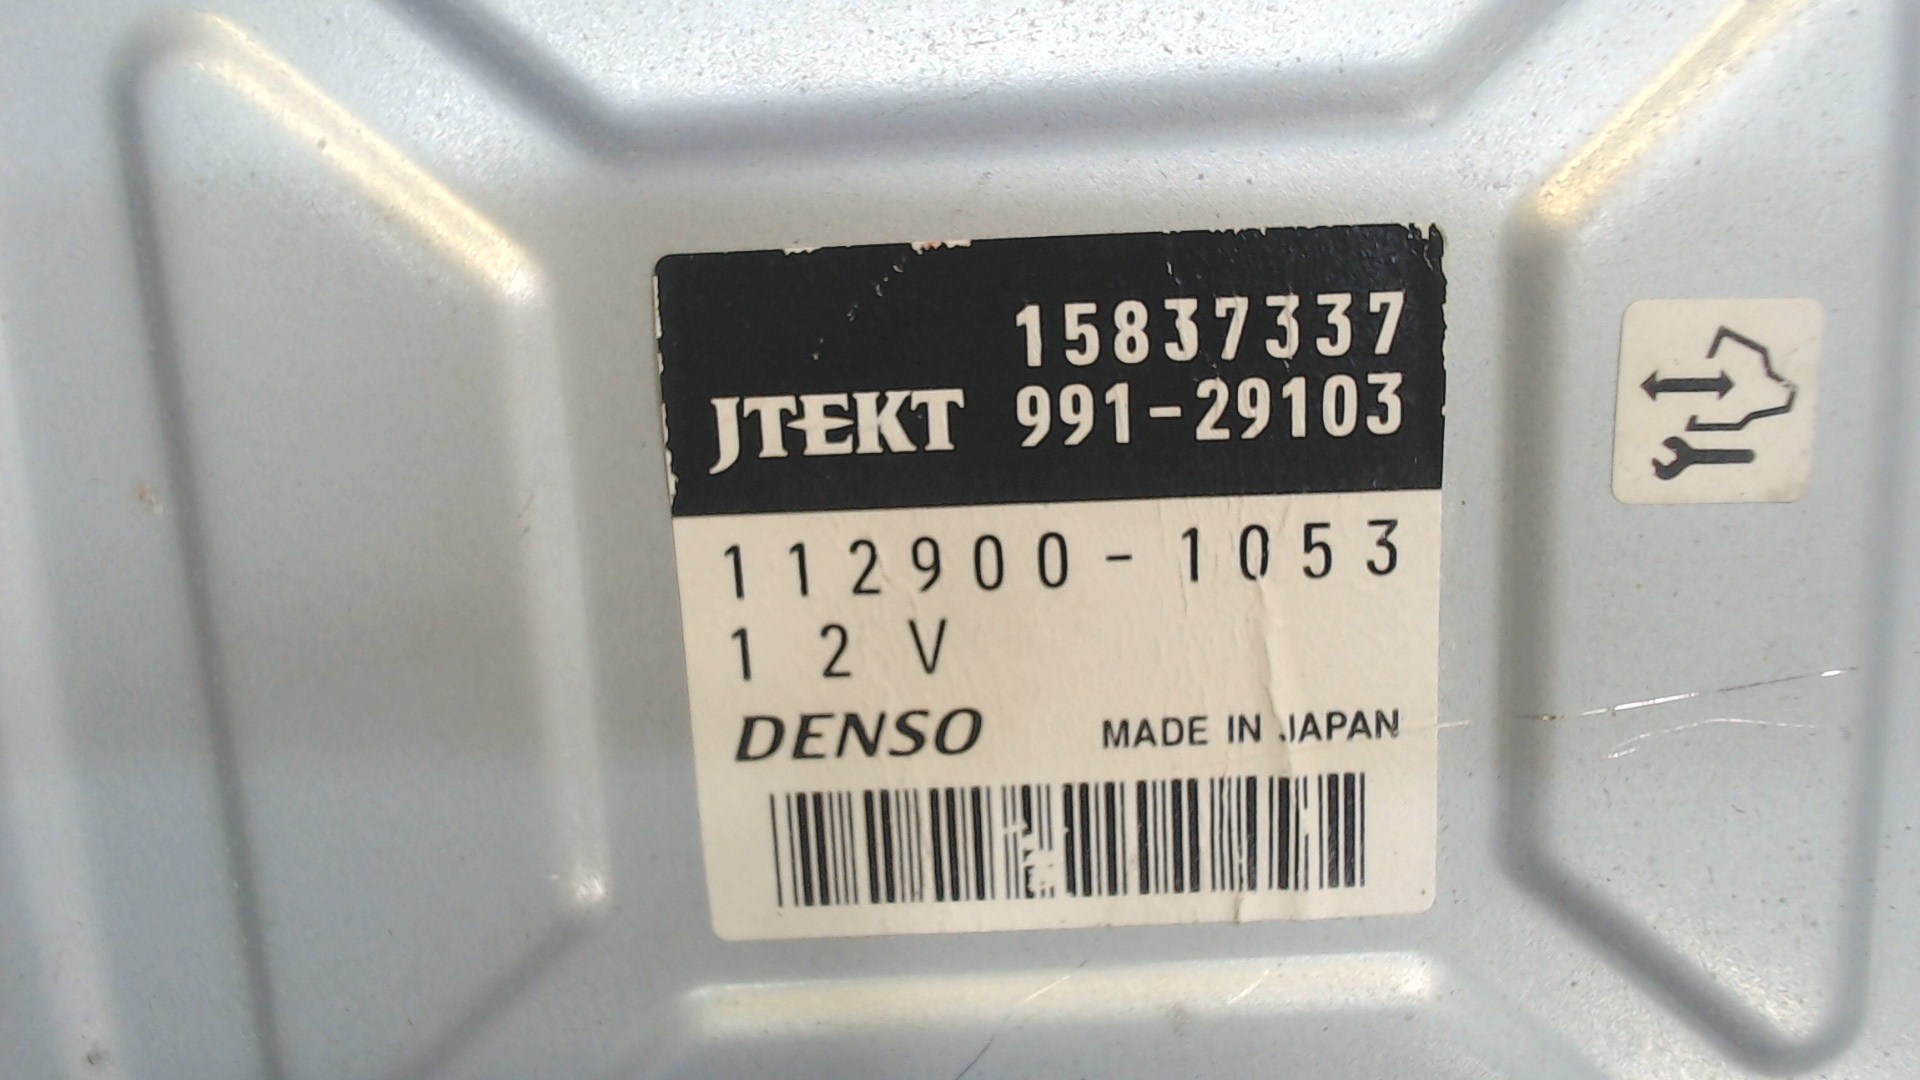 15837337
JTEKT 991-29103
112900-1053
12V
DENSO MADE IN JAPAN